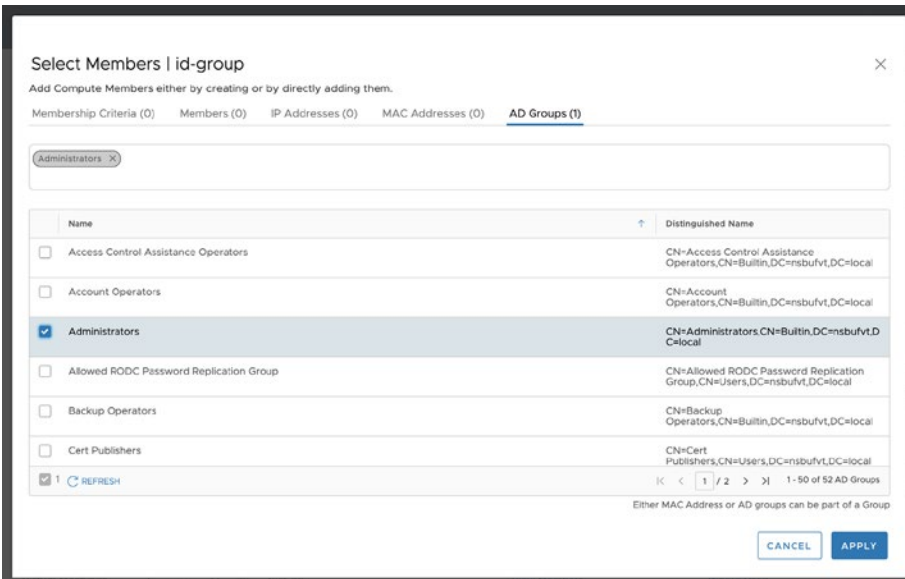 Select Members | id-group
Add Compute Members either by creating or by directly adding them.
Membership Criteria (0) Members (0) IP Addresses (0) MAC Addresses (0) AD Groups (1)
Administrators
Name Distinguished Name
Access Control Assistance Operators
CN=Access Control Assistance
Operators,CN=Builtin,DC=nsbufvt,DC=local
Account Operators
CN=Account
Operators,CN=Builtin,DC=nsbufvt,DC=local
Administrators
CN=Administrators,CN=Builtin,DC=nsbufvt,D
C=local
Allowed RODC Password Replication Group
CN=Allowed RODC Password Replication
Group,CN=Users,DC=nsbufvt,DC=local
Backup Operators
CN=Backup
Operators,CN=Builtin,DC=nsbufvt,DC=local
Cert Publishers
CN=Cert
Publishers,CN=Users,DC=nsbufvt,DC=local
1 REFRESH 1 / 2 1 - 50 of 52 AD Groups
Either MAC Address or AD groups can be part of a Group
CANCEL APPLY